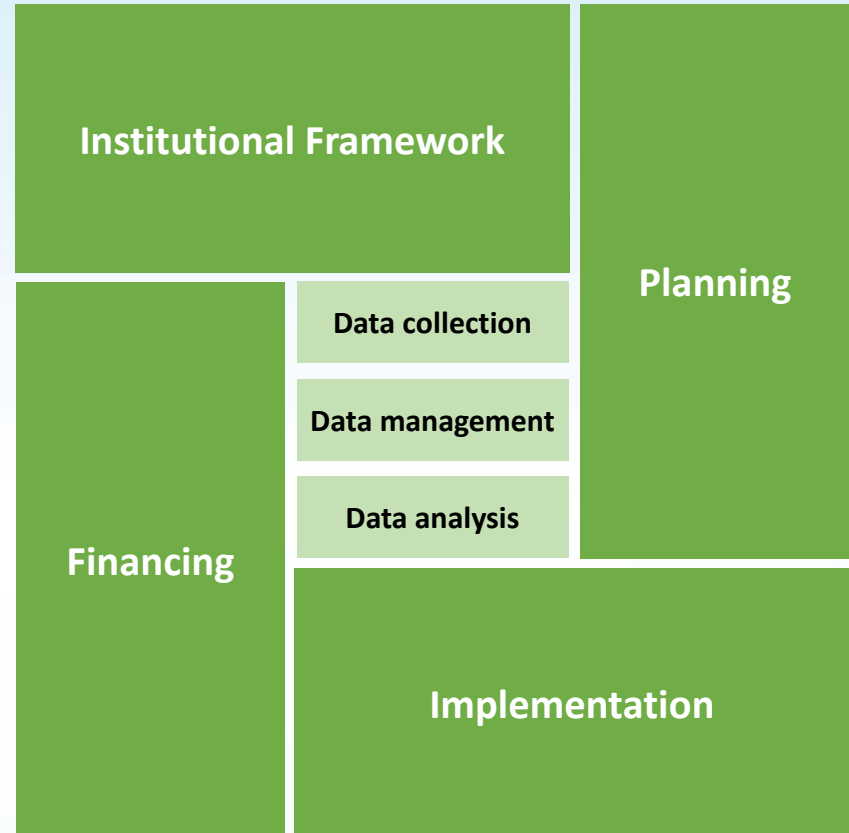 Institutional Framework
Planning
Data collection
Data management
Data analysis
Financing
Implementation